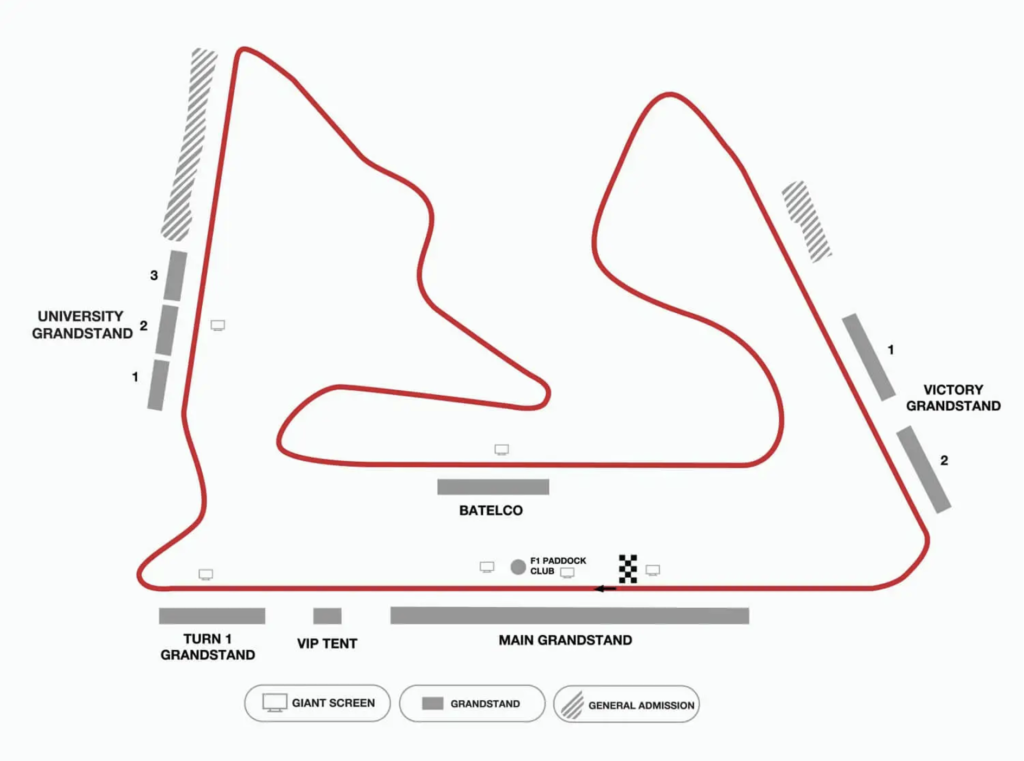 3
UNIVERSITY
GRANDSTAND
2
1
1
VICTORY
GRANDSTAND
2
BATELCO
F1 PADDOCK
CLUB
TURN 1
GRANDSTAND
VIP TENT
MAIN GRANDSTAND
GIANT SCREEN
GRANDSTAND
GENERAL ADMISSION